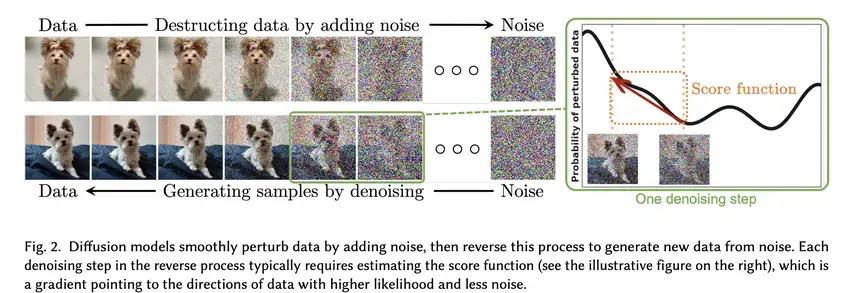 Data — Destructing data by adding noise → Noise
Data ← Generating samples by denoising — Noise
Probability of perturbed data
Score function
One denoising step
Fig. 2. Diffusion models smoothly perturb data by adding noise, then reverse this process to generate new data from noise. Each
denoising step in the reverse process typically requires estimating the score function (see the illustrative figure on the right), which is
a gradient pointing to the directions of data with higher likelihood and less noise.